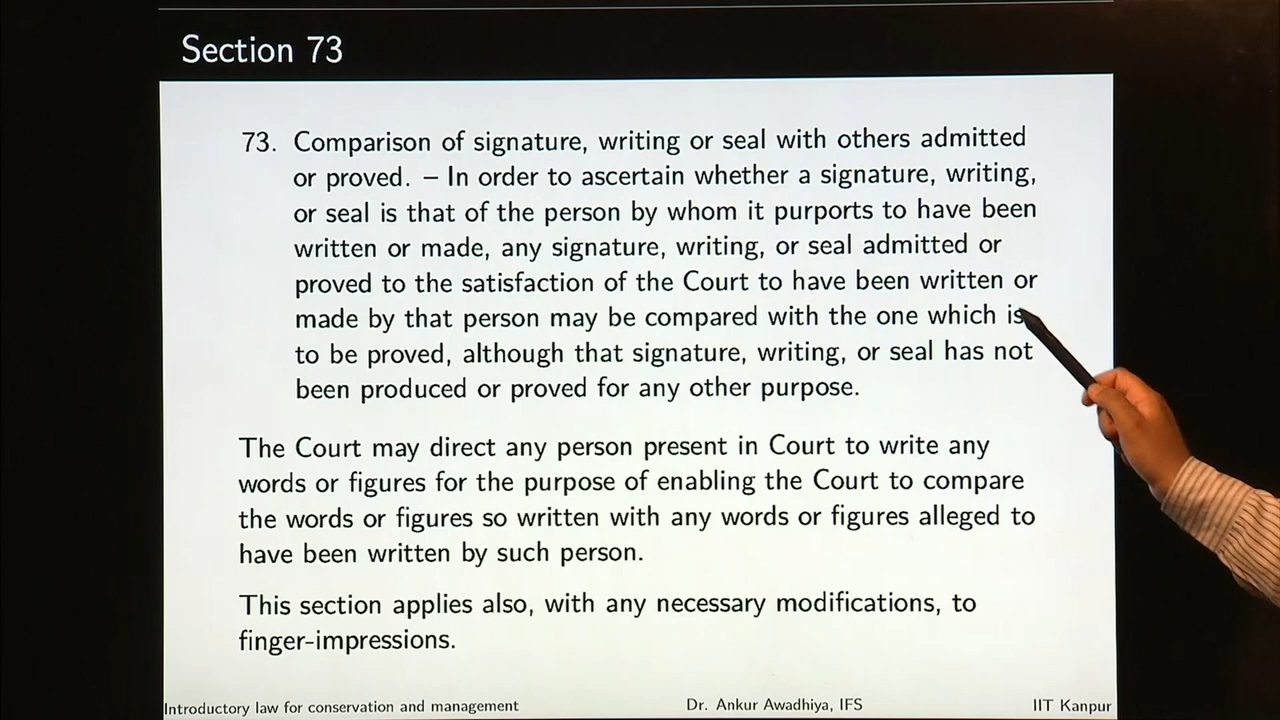 Section 73
73. Comparison of signature, writing or seal with others admitted
or proved. – In order to ascertain whether a signature, writing,
or seal is that of the person by whom it purports to have been
written or made, any signature, writing, or seal admitted or
proved to the satisfaction of the Court to have been written or
made by that person may be compared with the one which is
to be proved, although that signature, writing, or seal has not
been produced or proved for any other purpose.
The Court may direct any person present in Court to write any
words or figures for the purpose of enabling the Court to compare
the words or figures so written with any words or figures alleged to
have been written by such person.
This section applies also, with any necessary modifications, to
finger-impressions.
Introductory law for conservation and management Dr. Ankur Awadhiya, IFS IIT Kanpur